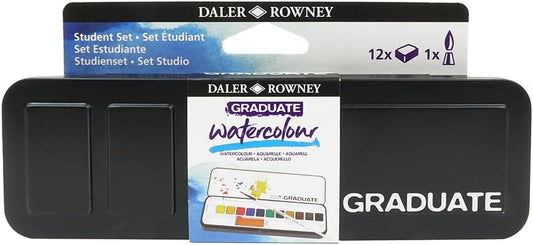 DALER ROWNEY
Student Set • Set Étudiant
Set Estudiante
Studienset • Set Studio
12x 1x
DALER ROWNEY
GRADUATE
watercolour
WATERCOLOUR • AQUARELLE • AQUARELL
ACUARELA • ACQUERELLO
GRADUATE
GRADUATE